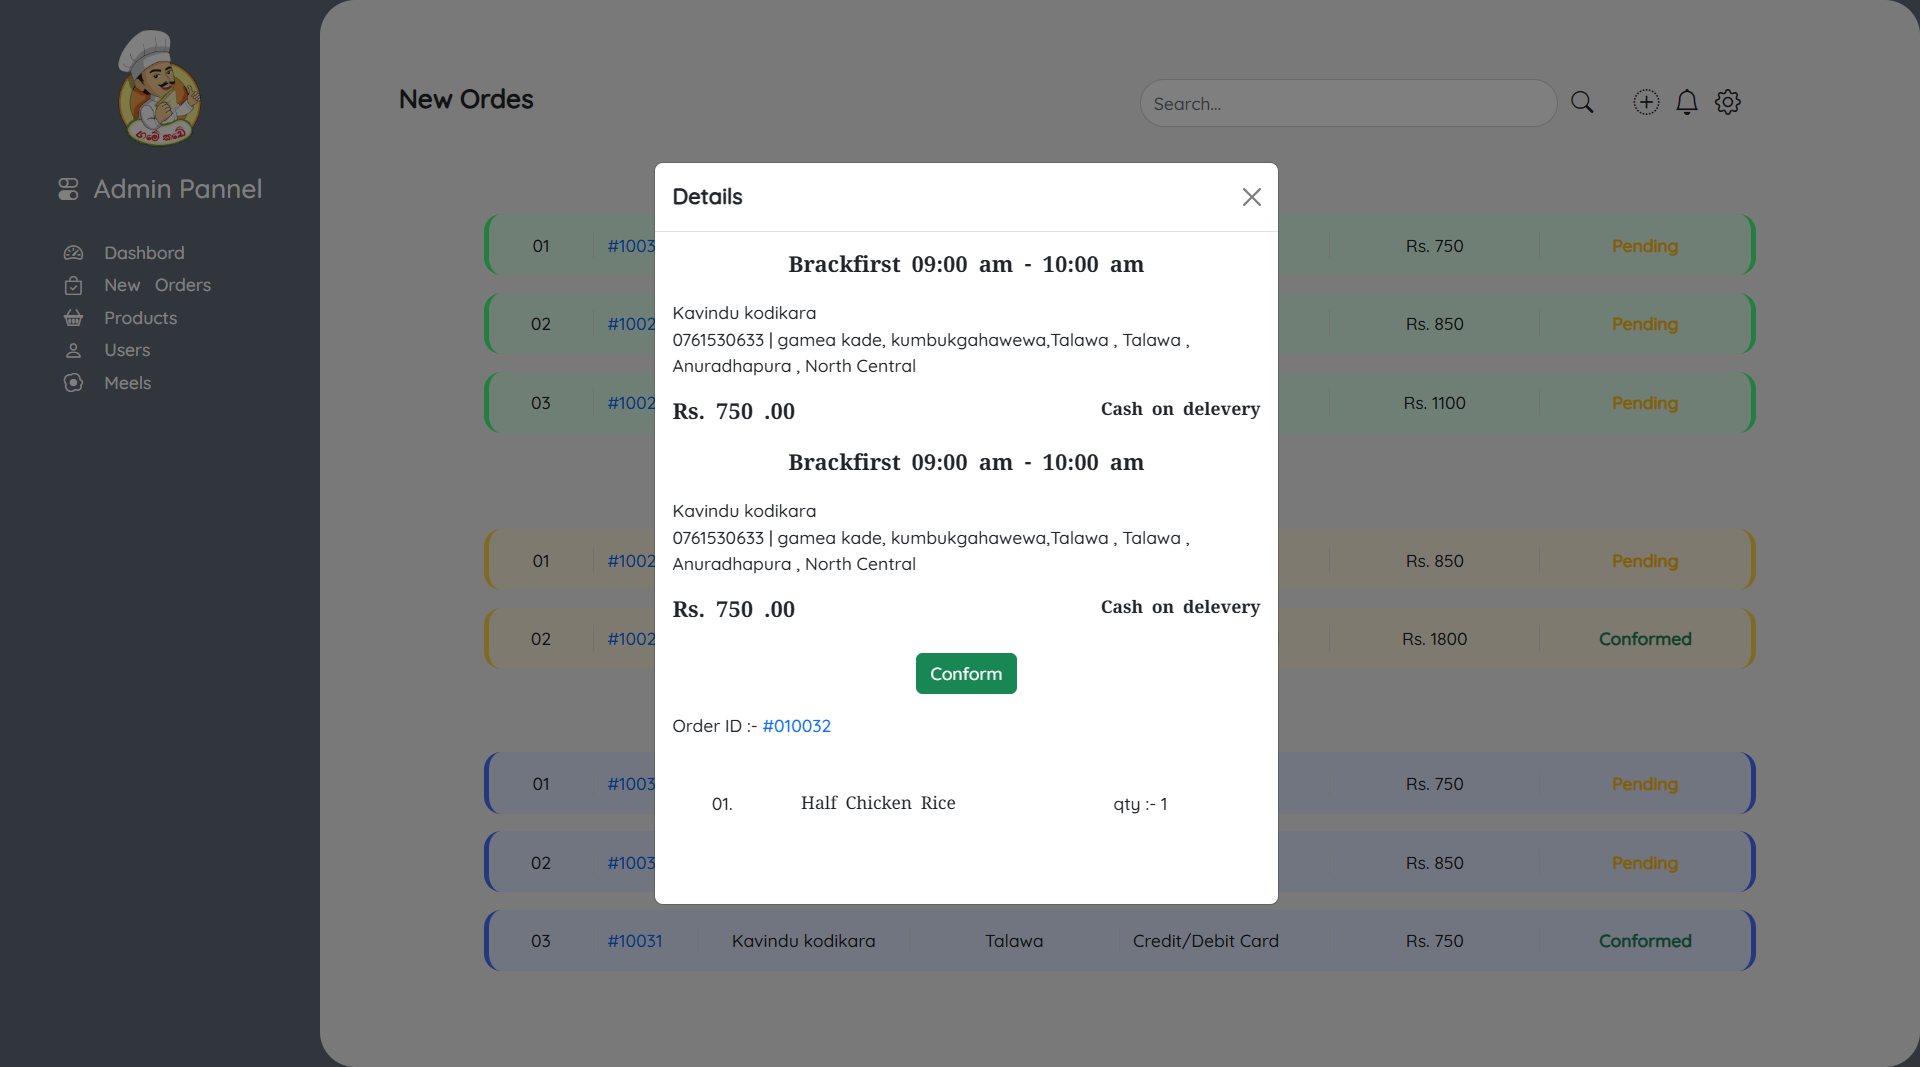 ගමේ කඩේ
Admin Pannel
Dashbord
New Orders
Products
Users
Meels
New Ordes
Search...
Details
Brackfirst 09:00 am - 10:00 am
Kavindu kodikara
0761530633 | gamea kade, kumbukgahawewa,Talawa , Talawa ,
Anuradhapura , North Central
Rs. 750 .00 Cash on delevery
Brackfirst 09:00 am - 10:00 am
Kavindu kodikara
0761530633 | gamea kade, kumbukgahawewa,Talawa , Talawa ,
Anuradhapura , North Central
Rs. 750 .00 Cash on delevery
Conform
Order ID :- #010032
01. Half Chicken Rice qty :- 1
01 #1003 Rs. 750 Pending
02 #1002 Rs. 850 Pending
03 #1002 Rs. 1100 Pending
01 #1002 Rs. 850 Pending
02 #1002 Rs. 1800 Conformed
01 #1003 Rs. 750 Pending
02 #1003 Rs. 850 Pending
03 #10031 Kavindu kodikara Talawa Credit/Debit Card Rs. 750 Conformed